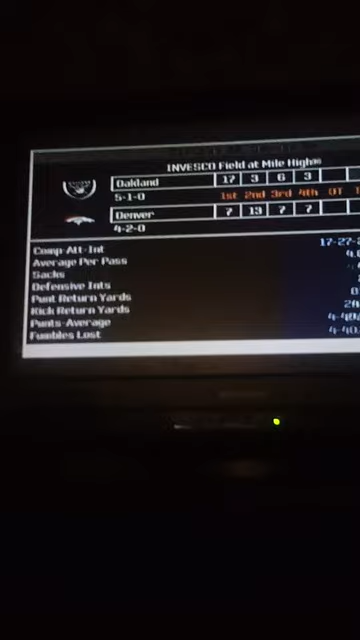 INVESCO Field at Mile High
Oakland 17 3 6 3
5-1-0 1st 2nd 3rd 4th OT
Denver 7 13 7 7
4-2-0
Comp-Att-Int 17-27-
Average Per Pass
Sacks
Defensive Ints
Punt Return Yards
Kick Return Yards
Punts-Average
Fumbles Lost